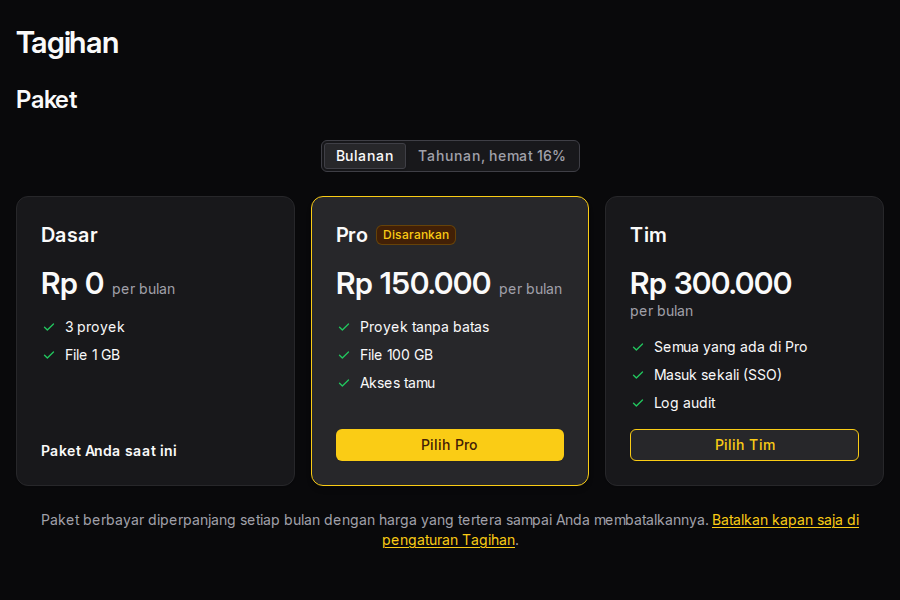 Tagihan
Paket
Bulanan
Tahunan, hemat 16%
Dasar
Rp 0 per bulan
3 proyek
File 1 GB
Paket Anda saat ini
Pro Disarankan
Rp 150.000 per bulan
Proyek tanpa batas
File 100 GB
Akses tamu
Pilih Pro
Tim
Rp 300.000
per bulan
Semua yang ada di Pro
Masuk sekali (SSO)
Log audit
Pilih Tim
Paket berbayar diperpanjang setiap bulan dengan harga yang tertera sampai Anda membatalkannya. Batalkan kapan saja di
pengaturan Tagihan.